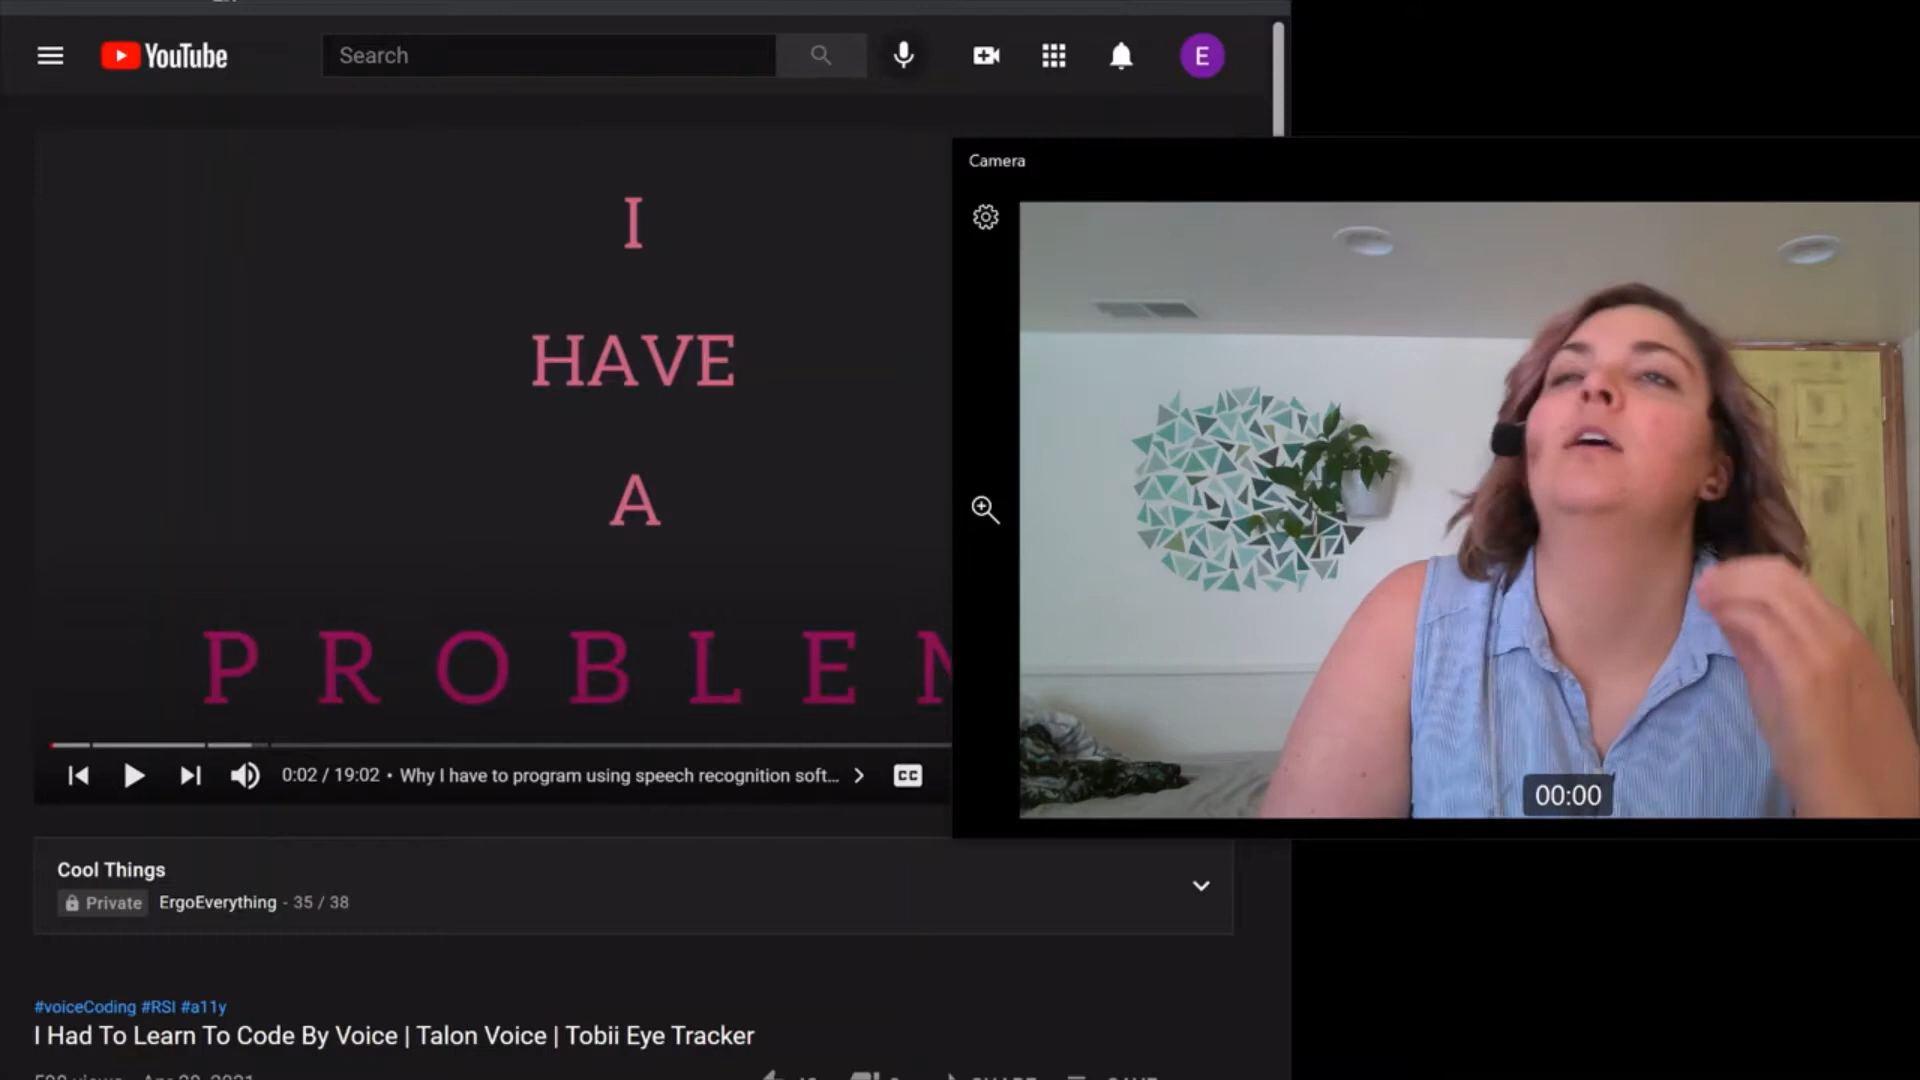 YouTube
Search
E
I
HAVE
A
PROBLEM
Camera
00:00
0:02 / 19:02 • Why I have to program using speech recognition soft...
CC
Cool Things
Private ErgoEverything - 35 / 38
#voiceCoding #RSI #a11y
I Had To Learn To Code By Voice | Talon Voice | Tobii Eye Tracker